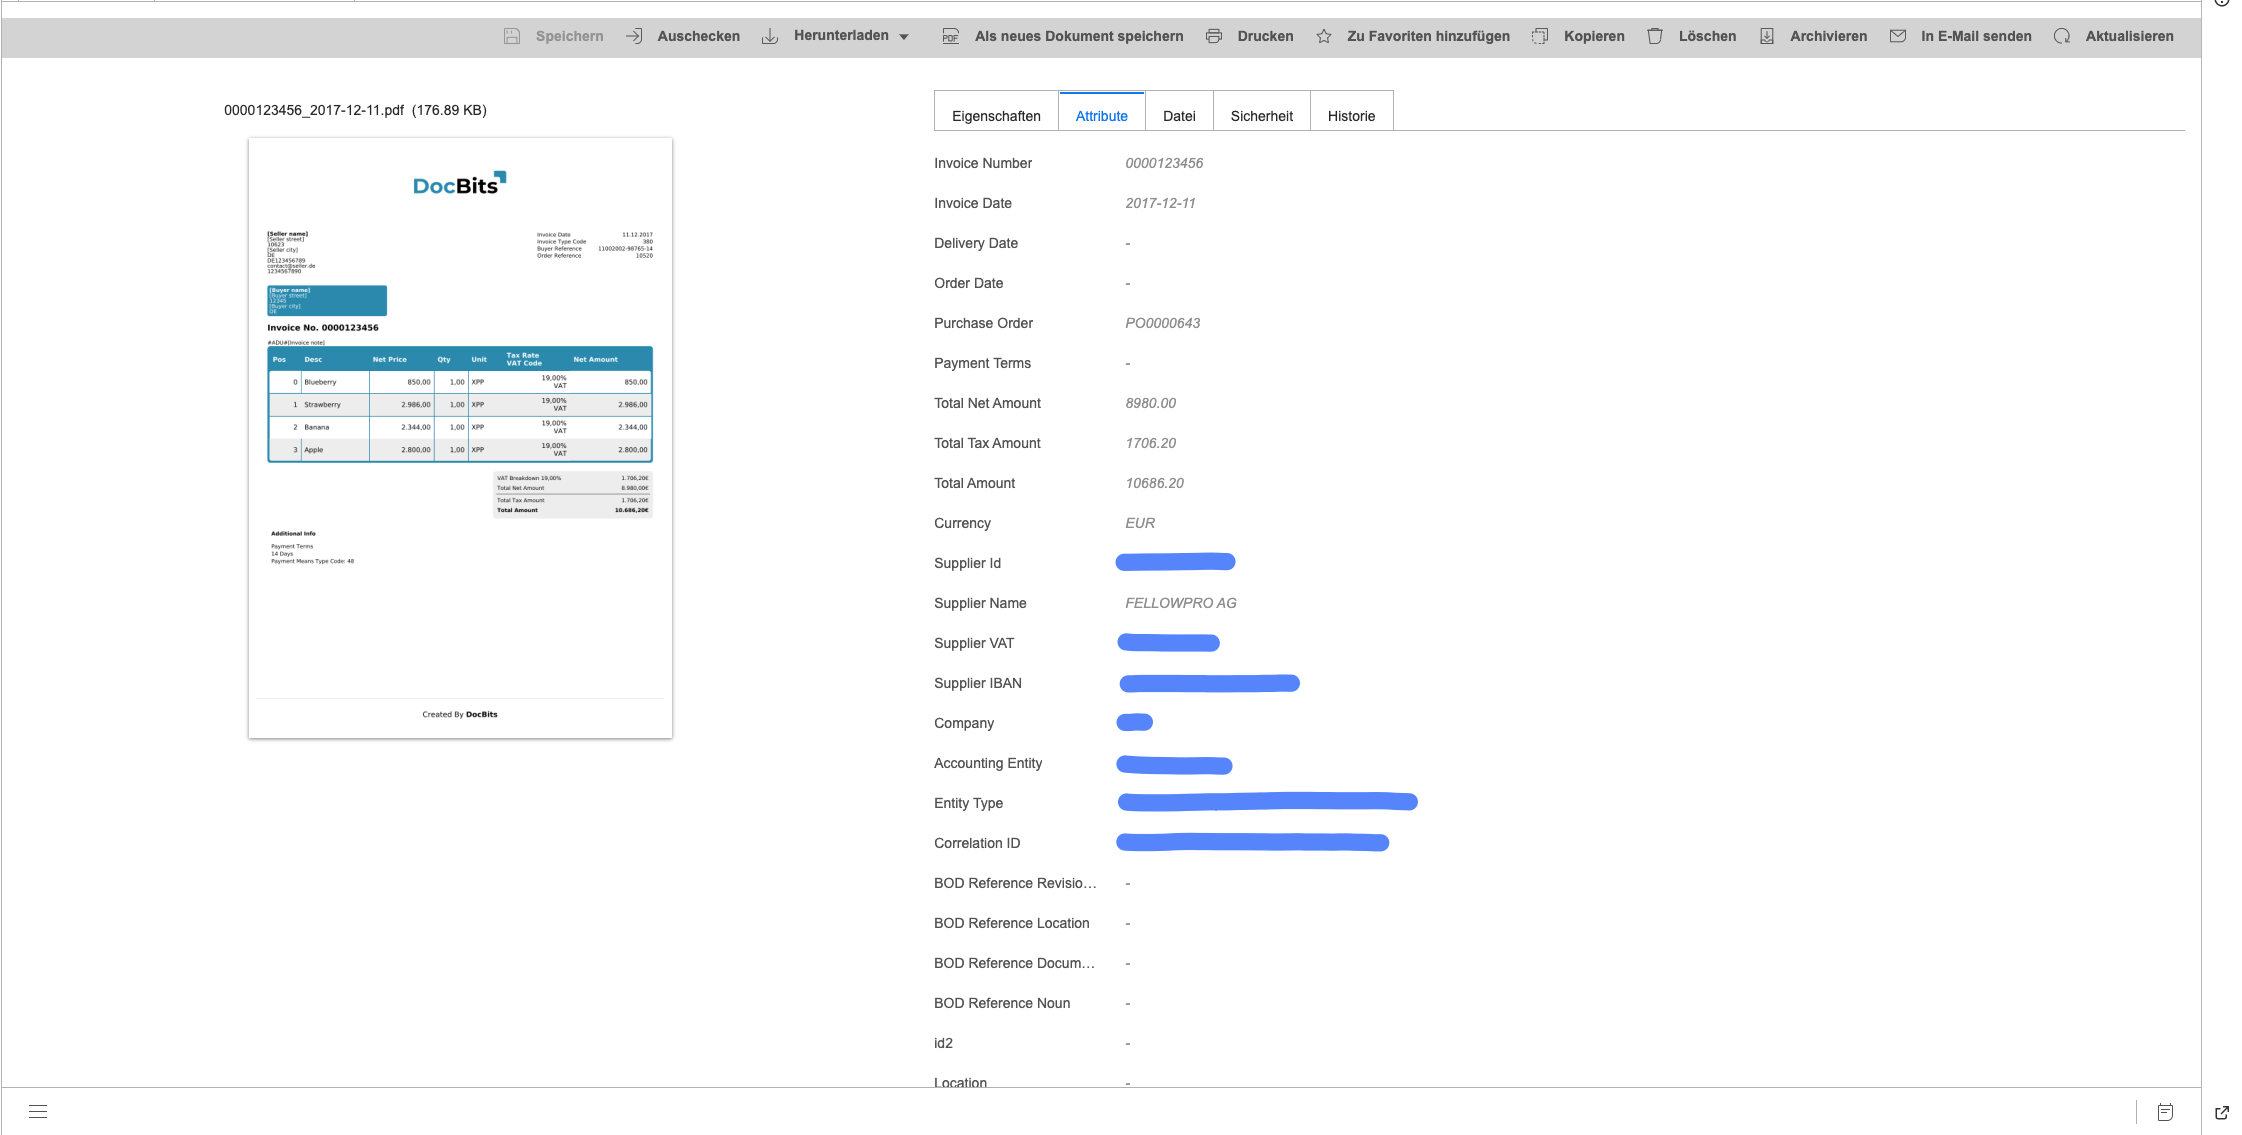 Speichern Auschecken Herunterladen Als neues Dokument speichern Drucken Zu Favoriten hinzufügen Kopieren Löschen Archivieren In E-Mail senden Aktualisieren
0000123456_2017-12-11.pdf (176.89 KB)
DocBits
[Seller name]
[Seller street]
10623
[Seller city]
DE
DE123456789
contact@seller.de
1234567890
Invoice Date 11.12.2017
Invoice Type Code 380
Buyer Reference 11002002-98765-14
Order Reference 10520
[Buyer name]
[Buyer street]
12345
[Buyer city]
DE
Invoice No. 0000123456
#ADU#[Invoice note]
Pos Desc Net Price Qty Unit Tax Rate VAT Code Net Amount
0 Blueberry 850,00 1,00 XPP 19,00% VAT 850,00
1 Strawberry 2.986,00 1,00 XPP 19,00% VAT 2.986,00
2 Banana 2.344,00 1,00 XPP 19,00% VAT 2.344,00
3 Apple 2.800,00 1,00 XPP 19,00% VAT 2.800,00
VAT Breakdown 19,00% 1.706,20€
Total Net Amount 8.980,00€
Total Tax Amount 1.706,20€
Total Amount 10.686,20€
Additional Info
Payment Terms
14 Days
Payment Means Type Code: 48
Created By DocBits
Eigenschaften Attribute Datei Sicherheit Historie
Invoice Number 0000123456
Invoice Date 2017-12-11
Delivery Date -
Order Date -
Purchase Order PO0000643
Payment Terms -
Total Net Amount 8980.00
Total Tax Amount 1706.20
Total Amount 10686.20
Currency EUR
Supplier Id
Supplier Name FELLOWPRO AG
Supplier VAT
Supplier IBAN
Company
Accounting Entity
Entity Type
Correlation ID
BOD Reference Revisio... -
BOD Reference Location -
BOD Reference Docum... -
BOD Reference Noun -
id2 -
Location -